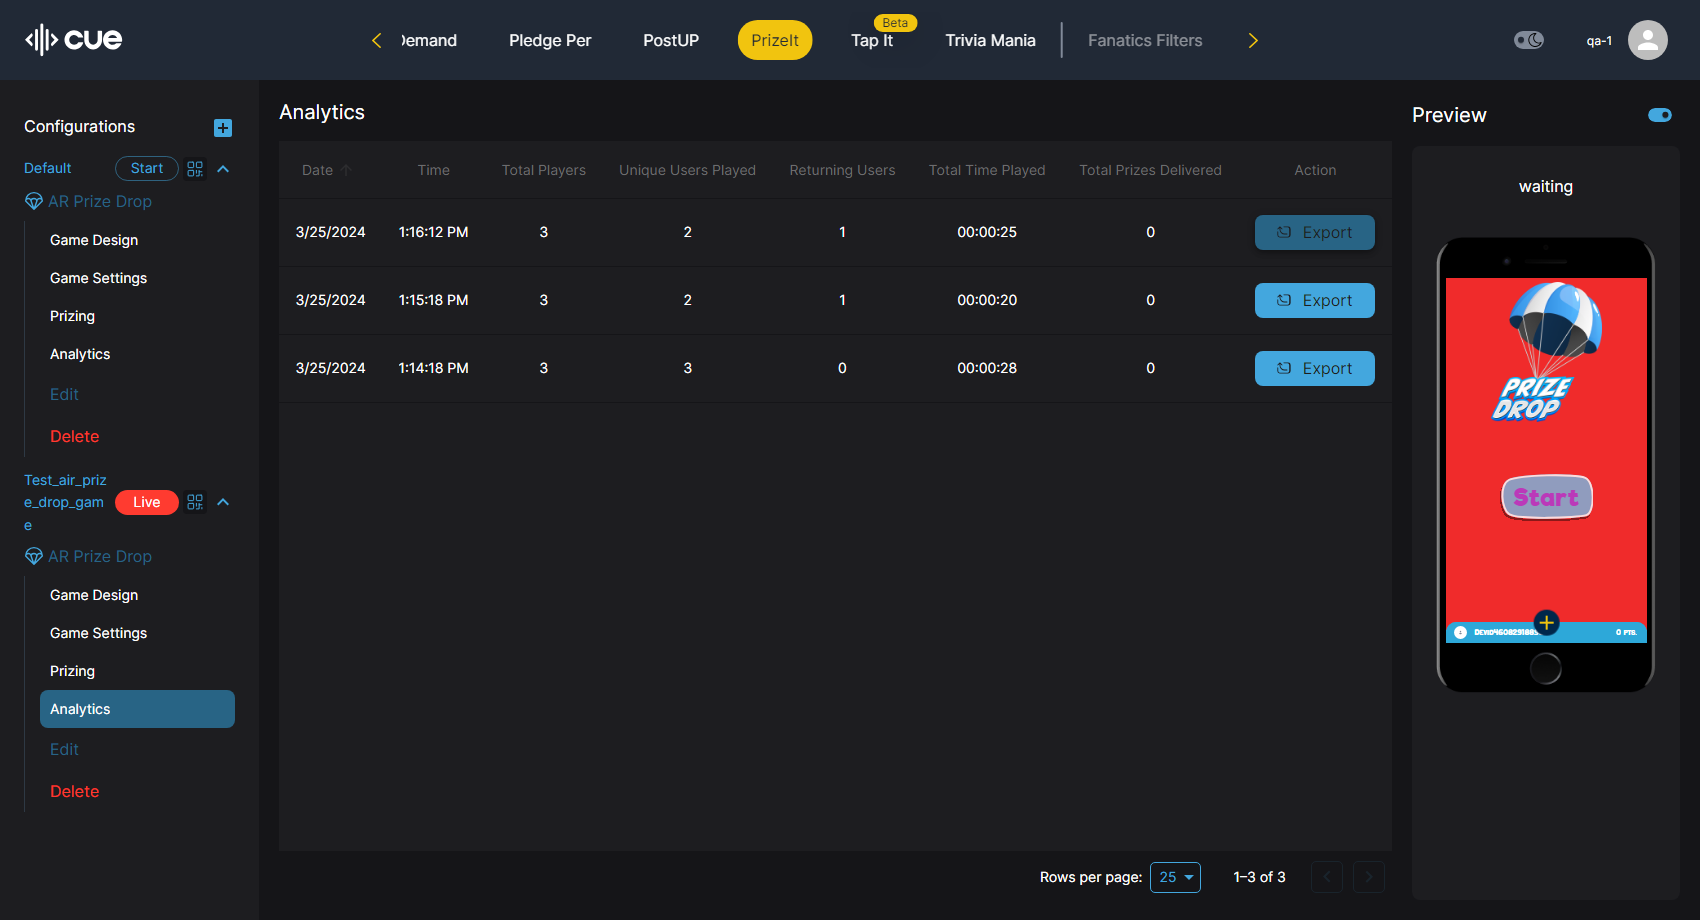 cue
Demand
Pledge Per
PostUP
PrizeIt
Beta
Tap It
Trivia Mania
Fanatics Filters
qa-1
Configurations
Default
Start
AR Prize Drop
Game Design
Game Settings
Prizing
Analytics
Edit
Delete
Test_air_priz
e_drop_gam
e
Live
AR Prize Drop
Game Design
Game Settings
Prizing
Analytics
Edit
Delete
Analytics
Date Time Total Players Unique Users Played Returning Users Total Time Played Total Prizes Delivered Action
3/25/2024 1:16:12 PM 3 2 1 00:00:25 0 Export
3/25/2024 1:15:18 PM 3 2 1 00:00:20 0 Export
3/25/2024 1:14:18 PM 3 3 0 00:00:28 0 Export
Rows per page: 25 1–3 of 3
Preview
waiting
PRIZE
DROP
Start
0 PTS.